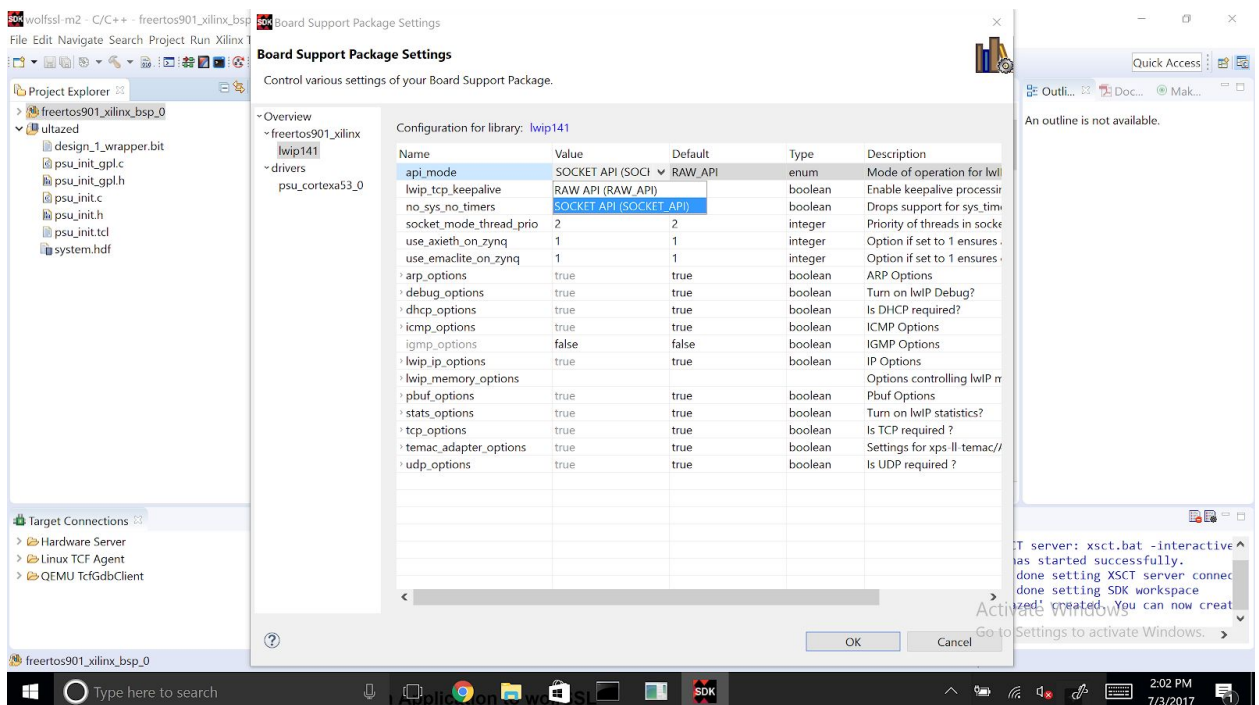 wolfssl-m2 - C/C++ - freertos901_xilinx_bsp
File Edit Navigate Search Project Run Xilinx
Project Explorer
freertos901_xilinx_bsp_0
ultazed
design_1_wrapper.bit
psu_init_gpl.c
psu_init_gpl.h
psu_init.c
psu_init.h
psu_init.tcl
system.hdf
Target Connections
Hardware Server
Linux TCF Agent
QEMU TcfGdbClient
freertos901_xilinx_bsp_0
SDK Board Support Package Settings
Board Support Package Settings
Control various settings of your Board Support Package.
Overview
freertos901_xilinx
lwip141
drivers
psu_cortexa53_0
Configuration for library: lwip141
Name Value Default Type Description
api_mode SOCKET API (SOCK RAW_API enum Mode of operation for lwI
RAW API (RAW_API)
SOCKET API (SOCKET_API)
lwip_tcp_keepalive boolean Enable keepalive processin
no_sys_no_timers boolean Drops support for sys_time
socket_mode_thread_prio 2 2 integer Priority of threads in socke
use_axieth_on_zynq 1 1 integer Option if set to 1 ensures
use_emaclite_on_zynq 1 1 integer Option if set to 1 ensures
arp_options true true boolean ARP Options
debug_options true true boolean Turn on lwIP Debug?
dhcp_options true true boolean Is DHCP required?
icmp_options true true boolean ICMP Options
igmp_options false false boolean IGMP Options
lwip_ip_options true true boolean IP Options
lwip_memory_options Options controlling lwIP m
pbuf_options true true boolean Pbuf Options
stats_options true true boolean Turn on lwIP statistics?
tcp_options true true boolean Is TCP required ?
temac_adapter_options true true boolean Settings for xps-ll-temac/A
udp_options true true boolean Is UDP required ?
OK Cancel
Quick Access
Outli... Doc... Mak...
An outline is not available.
CT server: xsct.bat -interactive
has started successfully.
done setting XSCT server connec
done setting SDK workspace
zed' created. You can now creat
Activate Windows
Go to Settings to activate Windows.
Type here to search
SDK
2:02 PM
7/3/2017